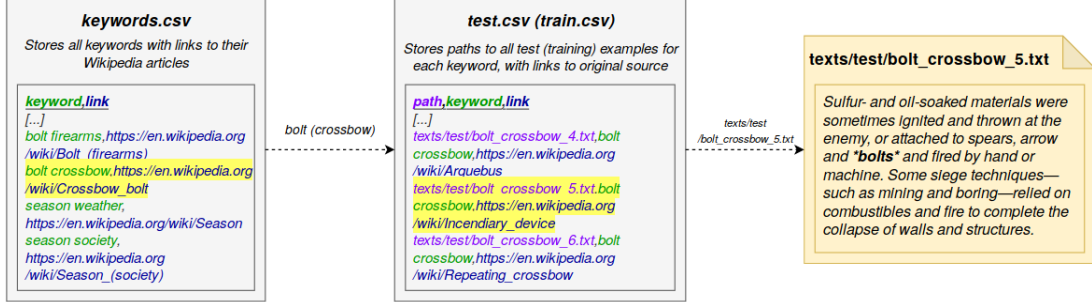 keywords.csv
Stores all keywords with links to their
Wikipedia articles
keyword,link
[...]
bolt firearms,https://en.wikipedia.org
/wiki/Bolt_(firearms)
bolt crossbow,https://en.wikipedia.org
/wiki/Crossbow_bolt
season weather,
https://en.wikipedia.org/wiki/Season
season society,
https://en.wikipedia.org
/wiki/Season_(society)
bolt (crossbow)
test.csv (train.csv)
Stores paths to all test (training) examples for
each keyword, with links to original source
path,keyword,link
[...]
texts/test/bolt_crossbow_4.txt,bolt
crossbow,https://en.wikipedia.org
/wiki/Arquebus
texts/test/bolt_crossbow_5.txt,bolt
crossbow,https://en.wikipedia.org
/wiki/Incendiary_device
texts/test/bolt_crossbow_6.txt,bolt
crossbow,https://en.wikipedia.org
/wiki/Repeating_crossbow
texts/test
/bolt_crossbow_5.txt
texts/test/bolt_crossbow_5.txt
Sulfur- and oil-soaked materials were
sometimes ignited and thrown at the
enemy, or attached to spears, arrow
and *bolts* and fired by hand or
machine. Some siege techniques—
such as mining and boring—relied on
combustibles and fire to complete the
collapse of walls and structures.